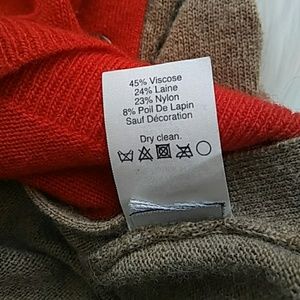 45% Viscose
24% Laine
23% Nylon
8% Poil De Lapin
Sauf Décoration
Dry clean.